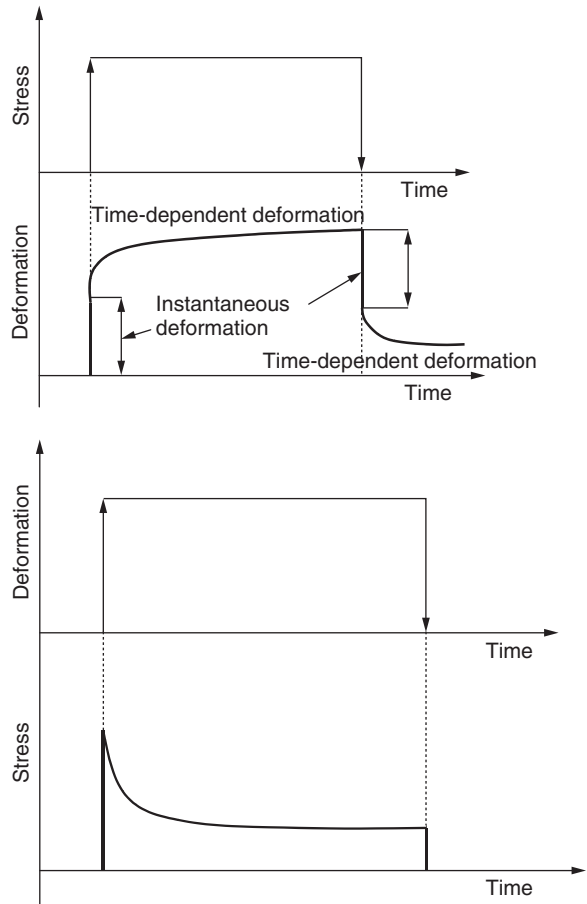 Stress
Time
Time-dependent deformation
Deformation
Instantaneous
deformation
Time-dependent deformation
Time
Deformation
Time
Stress
Time